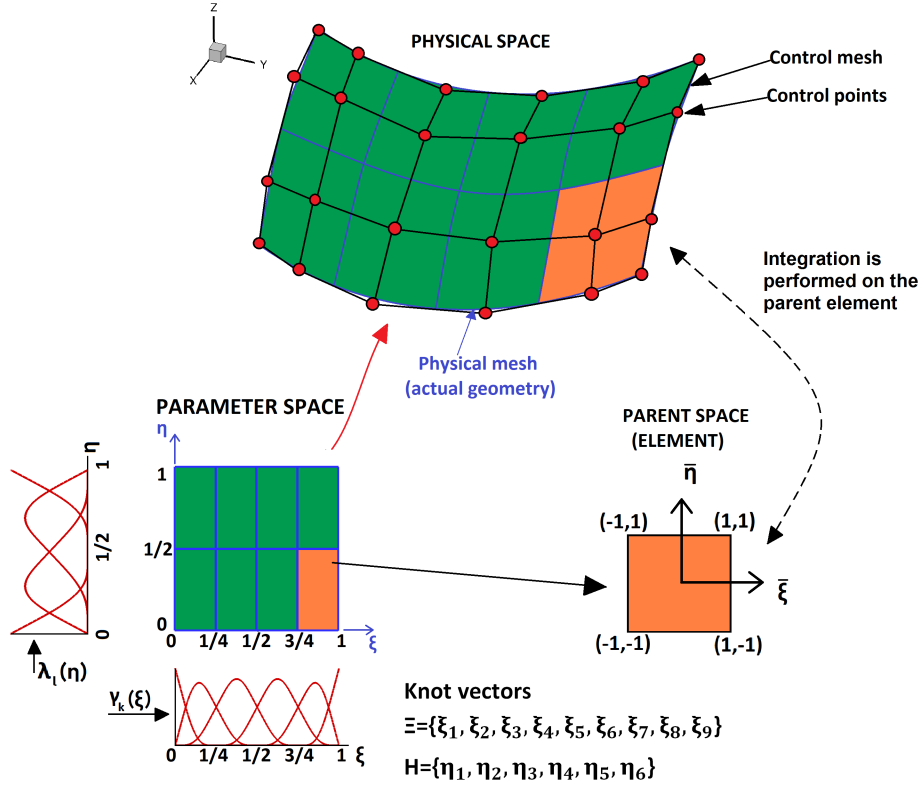 Z
Y
X
PHYSICAL SPACE
Control mesh
Control points
Integration is
performed on the
parent element
Physical mesh
(actual geometry)
PARAMETER SPACE
η
1
1/2
0
0 1/4 1/2 3/4 1 ξ
η
1
1/2
0
λₗ(η)
γₖ(ξ)
0 1/4 1/2 3/4 1 ξ
PARENT SPACE
(ELEMENT)
η̅
(-1,1) (1,1)
ξ̅
(-1,-1) (1,-1)
Knot vectors
Ξ={ξ₁, ξ₂, ξ₃, ξ₄, ξ₅, ξ₆, ξ₇, ξ₈, ξ₉}
H={η₁, η₂, η₃, η₄, η₅, η₆}